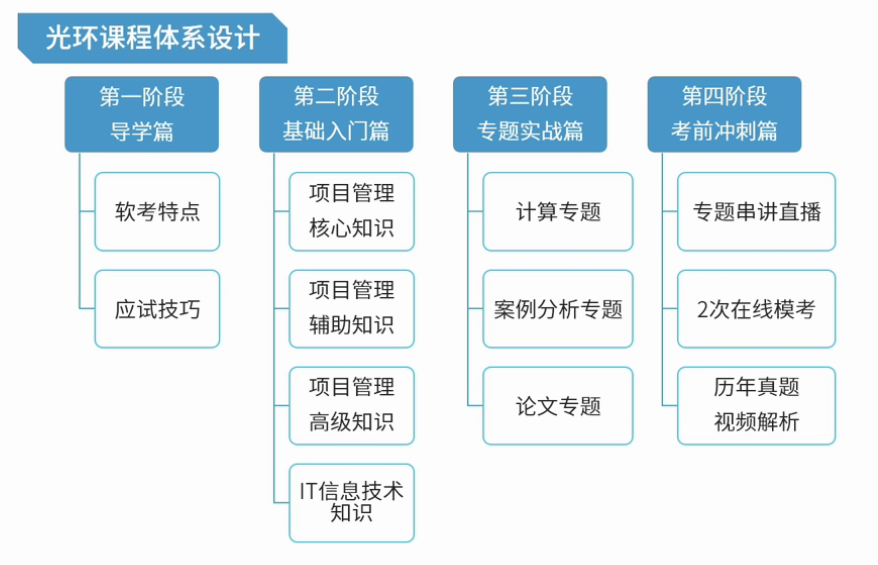 光环课程体系设计
第一阶段
导学篇
软考特点
应试技巧
第二阶段
基础入门篇
项目管理
核心知识
项目管理
辅助知识
项目管理
高级知识
IT信息技术
知识
第三阶段
专题实战篇
计算专题
案例分析专题
论文专题
第四阶段
考前冲刺篇
专题串讲直播
2次在线模考
历年真题
视频解析